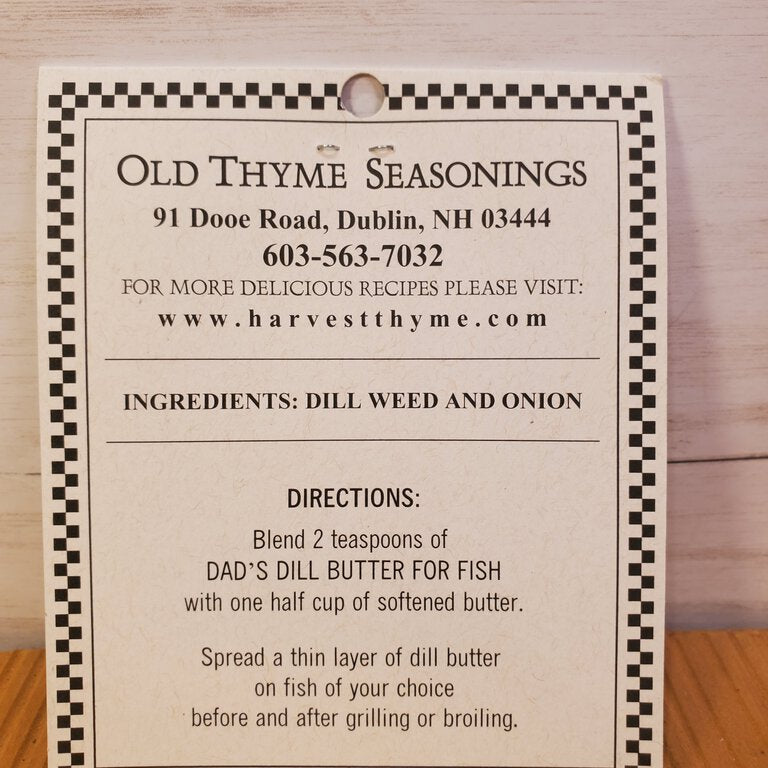 OLD THYME SEASONINGS
91 Dooe Road, Dublin, NH 03444
603-563-7032
FOR MORE DELICIOUS RECIPES PLEASE VISIT:
www.harvestthyme.com
INGREDIENTS: DILL WEED AND ONION
DIRECTIONS:
Blend 2 teaspoons of
DAD'S DILL BUTTER FOR FISH
with one half cup of softened butter.
Spread a thin layer of dill butter
on fish of your choice
before and after grilling or broiling.